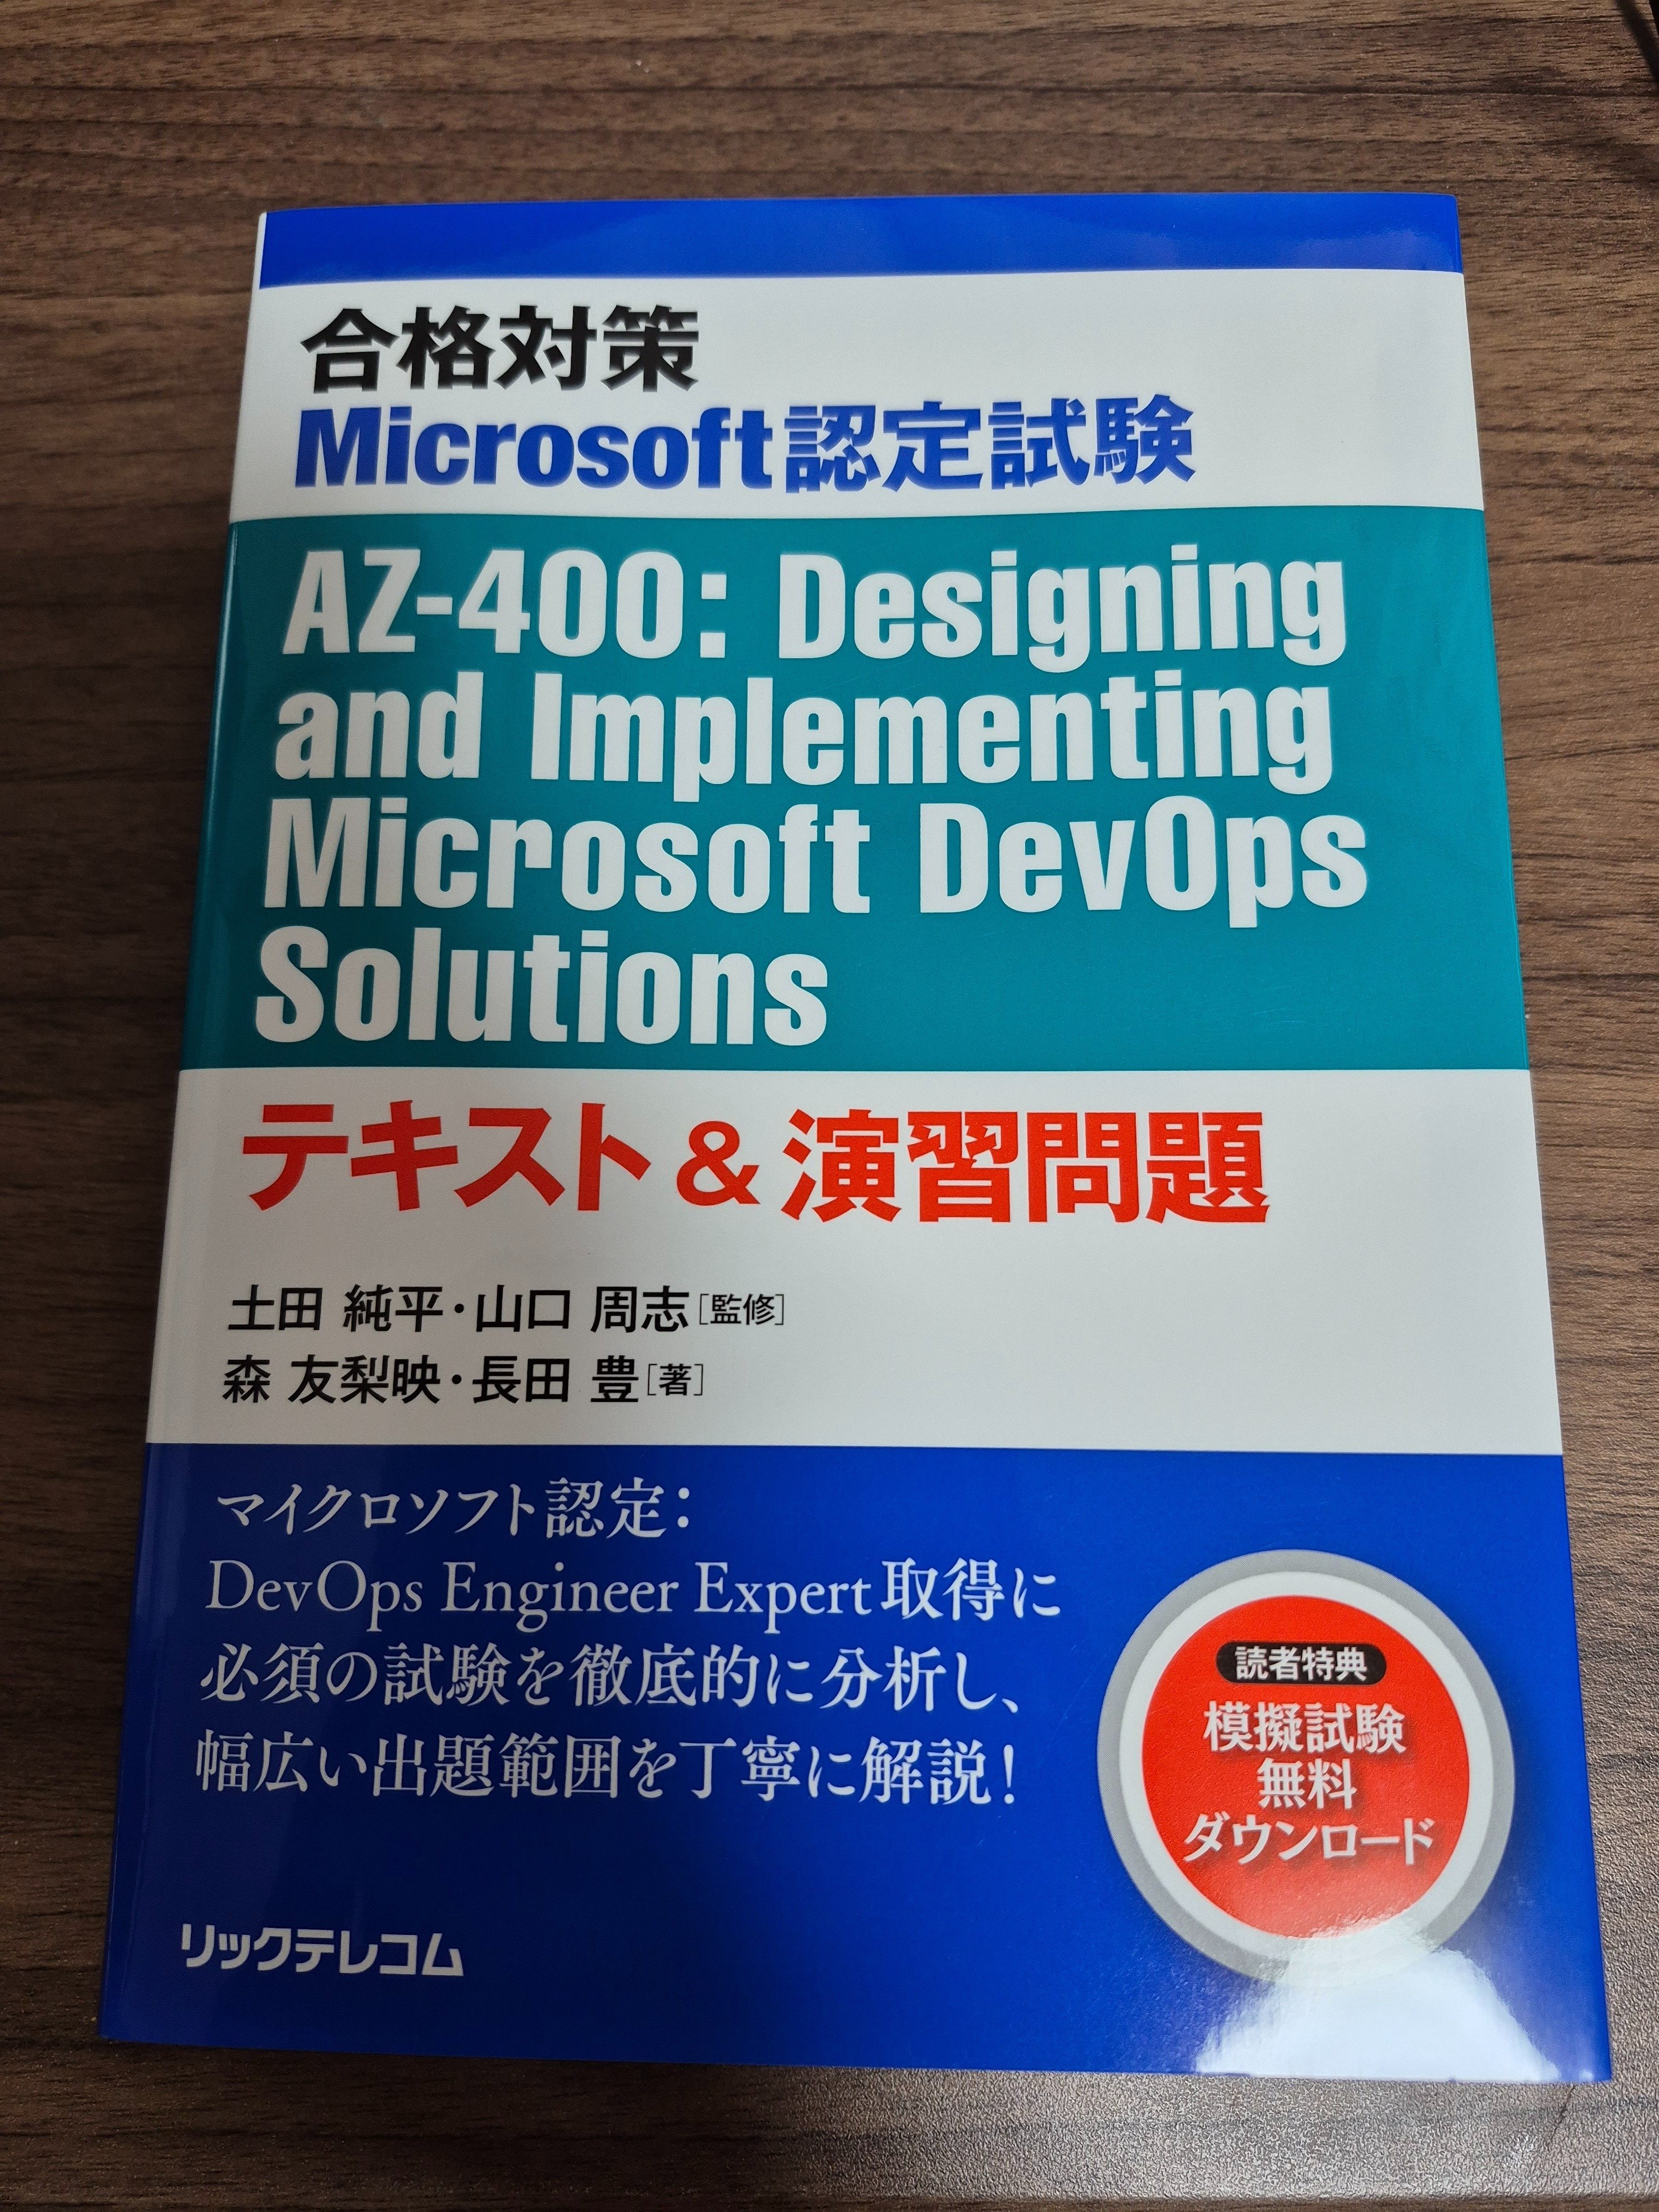 合格対策
Microsoft認定試験
AZ-400: Designing
and Implementing
Microsoft DevOps
Solutions
テキスト&演習問題
土田 純平・山口 周志[監修]
森 友梨映・長田 豊[著]
マイクロソフト認定：
DevOps Engineer Expert取得に
必須の試験を徹底的に分析し、
幅広い出題範囲を丁寧に解説！
読者特典
模擬試験
無料
ダウンロード
リックテレコム